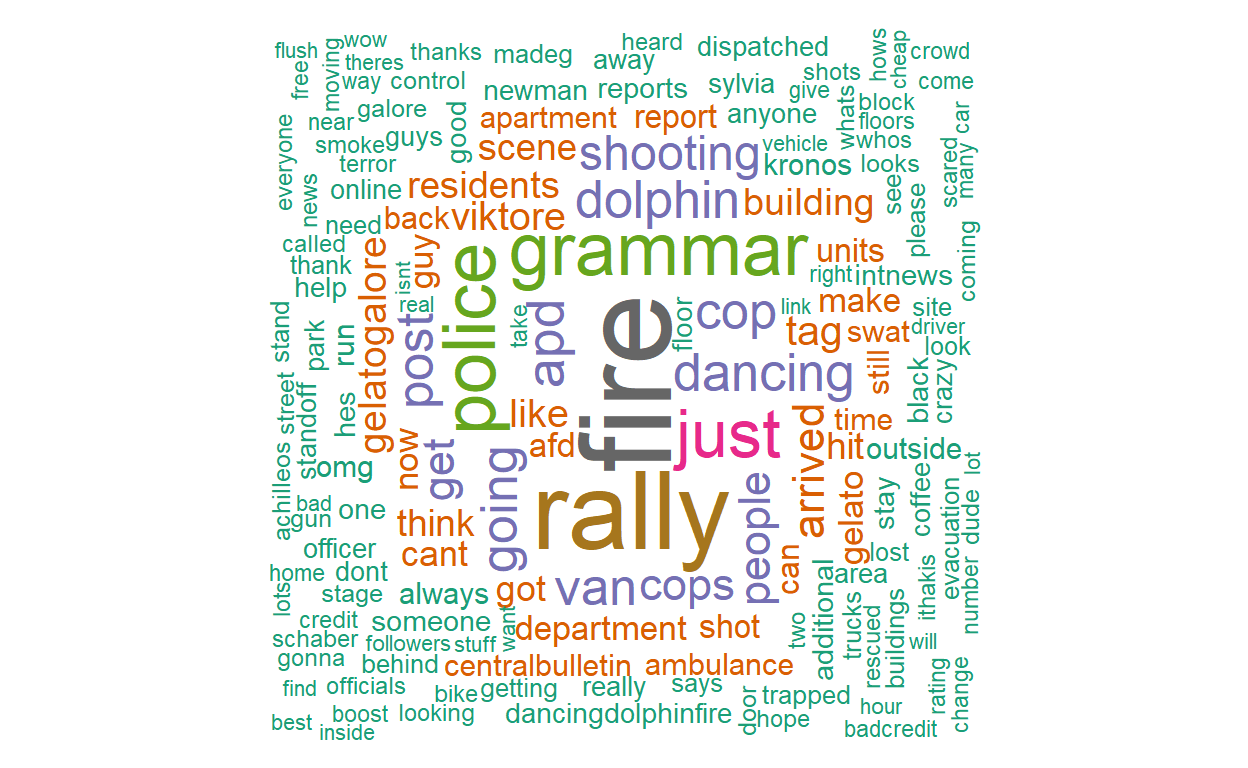 flush
wow
theres
free
moving
thanks
madeg
heard
away
dispatched
shots
hows
cheap
crowd
come
way
control
newman
reports
sylvia
give
whats
block
floors
car
near
galore
smoke
guys
good
apartment
report
anyone
whos
everyone
terror
scene
shooting
vehicle
kronos
looks
scared
many
news
online
residents
dolphin
building
see
please
need
back
viktore
called
thank
help
gelatogalore
guy
isnt
real
police
grammar
units
right
intnews
coming
stand
park
run
post
take
apd
fire
floor
cop
link
make
site
tag
swat
driver
look
street
standoff
hes
dancing
still
black
crazy
like
just
afd
arrived
time
hit
outside
omg
now
get
going
rally
people
gelato
stay
coffee
evacuation
dude
lot
achilleos
bad
gun
one
think
cant
can
lost
officer
home
dont
lots
stage
always
got
van
cops
area
additional
trucks
rescued
buildings
ithakis
number
credit
someone
want
department
shot
two
will
schaber
followers
stuff
gonna
behind
centralbulletin
ambulance
find
officials
bike
getting
really
says
door
trapped
hour
rating
change
best
boost
looking
dancingdolphinfire
hope
badcredit
inside